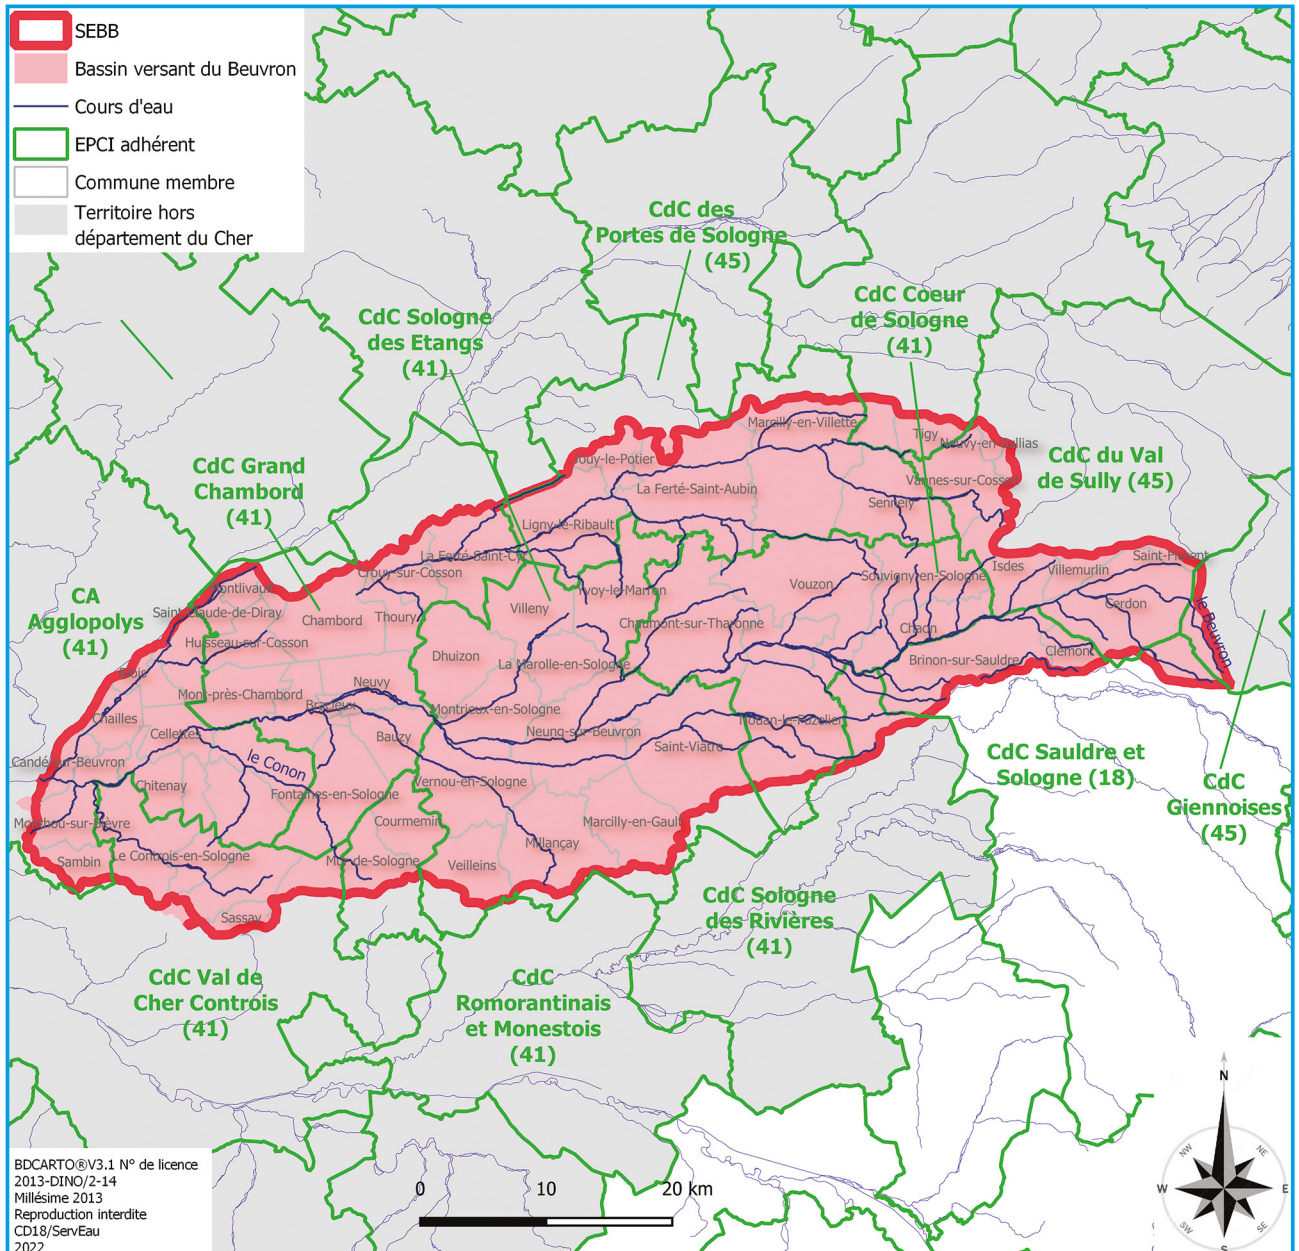 SEBB
Bassin versant du Beuvron
Cours d'eau
EPCI adhérent
Commune membre
Territoire hors
département du Cher
CdC des
Portes de Sologne
(45)
CdC Coeur
de Sologne
(41)
CdC Sologne
des Etangs
(41)
CdC Grand
Chambord
(41)
CdC du Val
de Sully (45)
CA
Agglopolys
(41)
Marcilly-en-Villette
Tigy
Neuvy-en-Sullias
Jouy-le-Potier
La Ferté-Saint-Aubin
Vannes-sur-Cosson
Sennely
Ligny-le-Ribault
La Ferté-Saint-Cyr
Crouy-sur-Cosson
Saint-Florent
Isdes
Villemurlin
Souvigny-en-Sologne
Vouzon
Yvoy-le-Marron
Montlivault
Saint-Claude-de-Diray
Chambord
Thoury
Villeny
Cerdon
le Beuvron
Chaumont-sur-Tharonne
Chaon
Huisseau-sur-Cosson
Dhuizon
La Marolle-en-Sologne
Brinon-sur-Sauldre
Clémont
Blois
Neuvy
Mont-près-Chambord
Bracieux
Montrieux-en-Sologne
Chailles
Cellettes
Bauzy
Neung-sur-Beuvron
Nouan-le-Fuzelier
Saint-Viâtre
Candé-sur-Beuvron
le Conon
Chitenay
Fontaines-en-Sologne
Vernou-en-Sologne
Monthou-sur-Bièvre
Courmemin
Marcilly-en-Gault
Millançay
Sambin
Le Controis-en-Sologne
Mur-de-Sologne
Veilleins
Sassay
CdC Sauldre et
Sologne (18)
CdC
Giennoises
(45)
CdC Sologne
des Rivières
(41)
CdC Val de
Cher Controis
(41)
CdC
Romorantinais
et Monestois
(41)
N
NE
E
SE
S
SW
W
NW
0 10 20 km
BDCARTO®V3.1 N° de licence
2013-DINO/2-14
Millésime 2013
Reproduction interdite
CD18/ServEau
2022